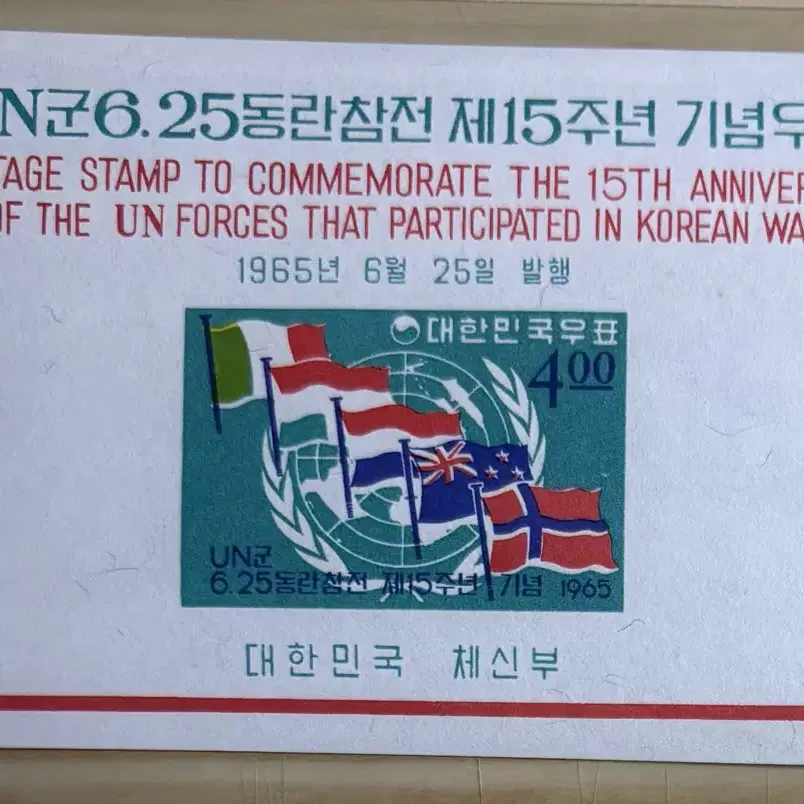 N군6.25동란참전 제15주년 기념우
TAGE STAMP TO COMMEMORATE THE 15TH ANNIVER
OF THE UN FORCES THAT PARTICIPATED IN KOREAN WA
1965년 6월 25일 발행
대한민국우표
400
UN군
6.25동란참전 제15주년 기념 1965
대한민국 체신부